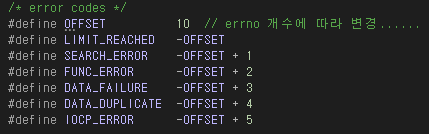 /* error codes */
#define OFFSET 10 // errno 개수에 따라 변경......
#define LIMIT_REACHED -OFFSET
#define SEARCH_ERROR -OFFSET + 1
#define FUNC_ERROR -OFFSET + 2
#define DATA_FAILURE -OFFSET + 3
#define DATA_DUPLICATE -OFFSET + 4
#define IOCP_ERROR -OFFSET + 5